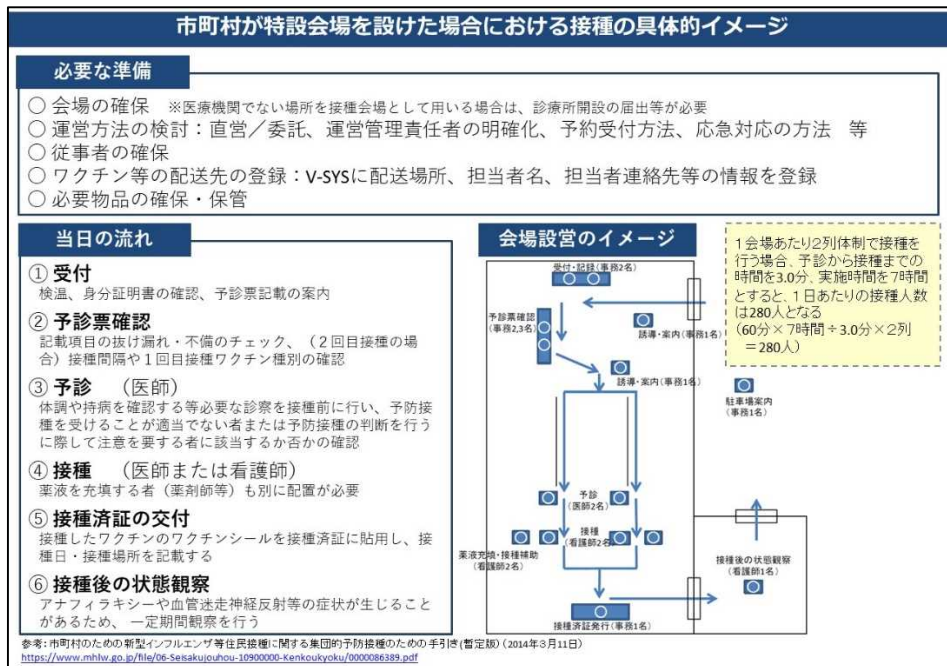 市町村が特設会場を設けた場合における接種の具体的イメージ
必要な準備
○ 会場の確保　※医療機関でない場所を接種会場として用いる場合は、診療所開設の届出等が必要
○ 運営方法の検討：直営／委託、運営管理責任者の明確化、予約受付方法、応急対応の方法　等
○ 従事者の確保
○ ワクチン等の配送先の登録：V-SYSに配送場所、担当者名、担当者連絡先等の情報を登録
○ 必要物品の確保・保管
当日の流れ
① 受付
検温、身分証明書の確認、予診票記載の案内
② 予診票確認
記載項目の抜け漏れ・不備のチェック、（２回目接種の場
合）接種間隔や１回目接種ワクチン種別の確認
③ 予診　（医師）
体調や持病を確認する等必要な診察を接種前に行い、予防接
種を受けることが適当でない者または予防接種の判断を行う
に際して注意を要する者に該当するか否かの確認
④ 接種　（医師または看護師）
薬液を充填する者（薬剤師等）も別に配置が必要
⑤ 接種済証の交付
接種したワクチンのワクチンシールを接種済証に貼用し、接
種日・接種場所を記載する
⑥ 接種後の状態観察
アナフィラキシーや血管迷走神経反射等の症状が生じること
があるため、一定期間観察を行う
会場設営のイメージ
受付・記録（事務2名）
予診票確認
（事務2,3名）
誘導・案内（事務1名）
誘導・案内（事務1名）
駐車場案内
（事務1名）
予診
（医師2名）
接種
（看護師2名）
薬液充填・接種補助
（看護師2名）
接種後の状態観察
（看護師1名）
接種済証発行（事務1名）
１会場あたり２列体制で接種を
行う場合、予診から接種までの
時間を3.0分、実施時間を７時間
とすると、１日あたりの接種人数
は280人となる
（60分×７時間÷3.0分×２列
＝280人）
参考：市町村のための新型インフルエンザ等住民接種に関する集団的予防接種のための手引き(暫定版)（2014年３月11日）
https://www.mhlw.go.jp/file/06-Seisakujouhou-10900000-Kenkoukyoku/0000086389.pdf